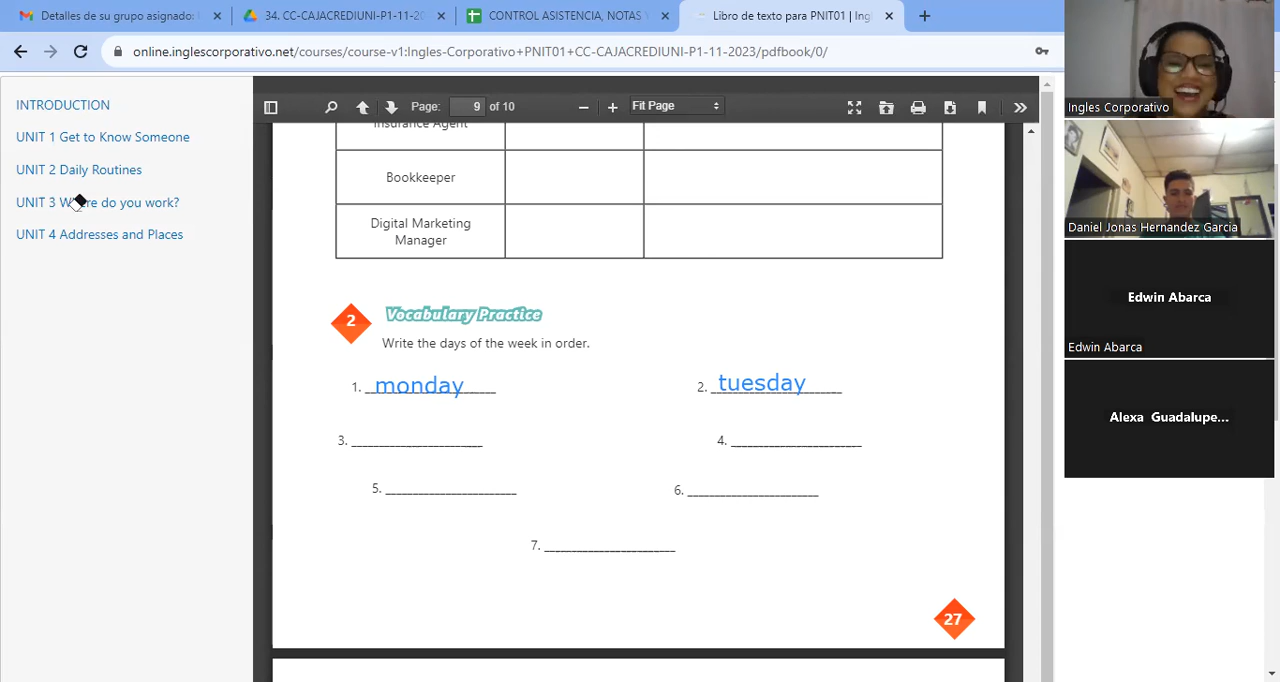 Detalles de su grupo asignado:
34. CC-CAJACREDIUNI-P1-11-20
CONTROL ASISTENCIA, NOTAS Y
Libro de texto para PNIT01 | Ing
online.inglescorporativo.net/courses/course-v1:Ingles-Corporativo+PNIT01+CC-CAJACREDIUNI-P1-11-2023/pdfbook/0/
INTRODUCTION
UNIT 1 Get to Know Someone
UNIT 2 Daily Routines
UNIT 3 Where do you work?
UNIT 4 Addresses and Places
Page: 9 of 10
Fit Page
Insurance Agent
Bookkeeper
Digital Marketing
Manager
2 Vocabulary Practice
Write the days of the week in order.
1. monday
2. tuesday
3.
4.
5.
6.
7.
27
Ingles Corporativo
Daniel Jonas Hernandez Garcia
Edwin Abarca
Edwin Abarca
Alexa Guadalupe...